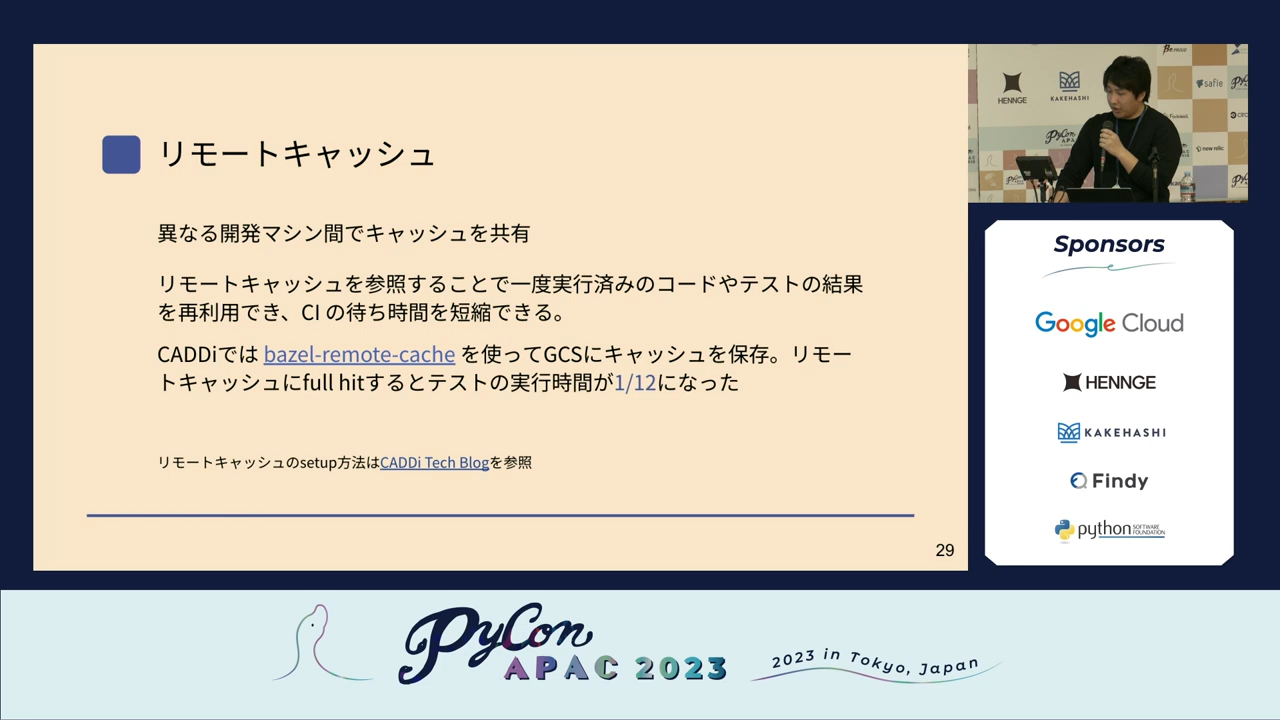 リモートキャッシュ
異なる開発マシン間でキャッシュを共有
リモートキャッシュを参照することで一度実行済みのコードやテストの結果
を再利用でき、CI の待ち時間を短縮できる。
CADDiでは bazel-remote-cache を使ってGCSにキャッシュを保存。リモー
トキャッシュにfull hitするとテストの実行時間が1/12になった
リモートキャッシュのsetup方法はCADDi Tech Blogを参照
29
HENNGE
KAKEHASHI
safie
PyCon
APAC
new relic
Sponsors
Google Cloud
HENNGE
KAKEHASHI
Findy
python SOFTWARE FOUNDATION
PyCon
APAC 2023
2023 in Tokyo, Japan